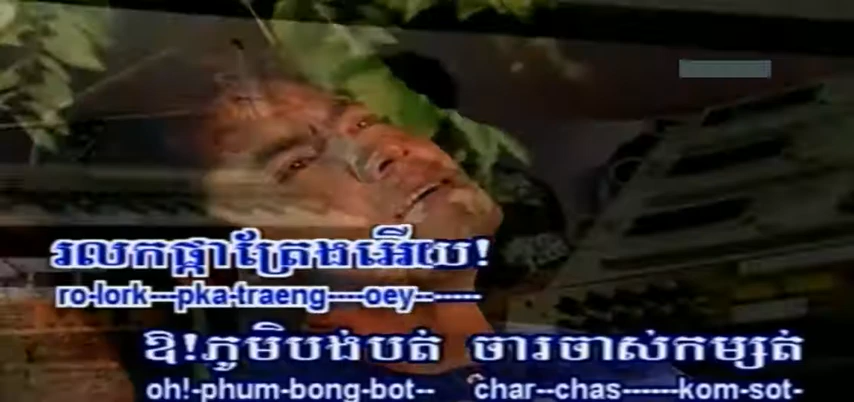 រលកផ្កាត្រែងអើយ!
ro-lork---pka-traeng----oey------
ឱ!ភូមិបង់បត់ ចារចាស់កម្សត់
oh!-phum-bong-bot-- char--chas------kom-sot-